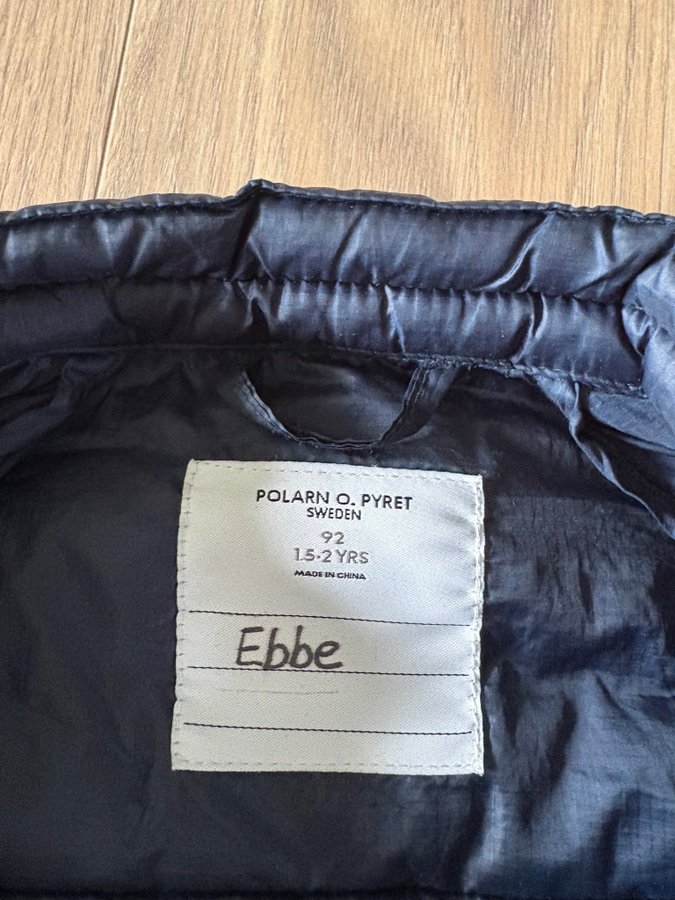 POLARN O. PYRET
SWEDEN
92
1.5-2 YRS
MADE IN CHINA
Ebbe